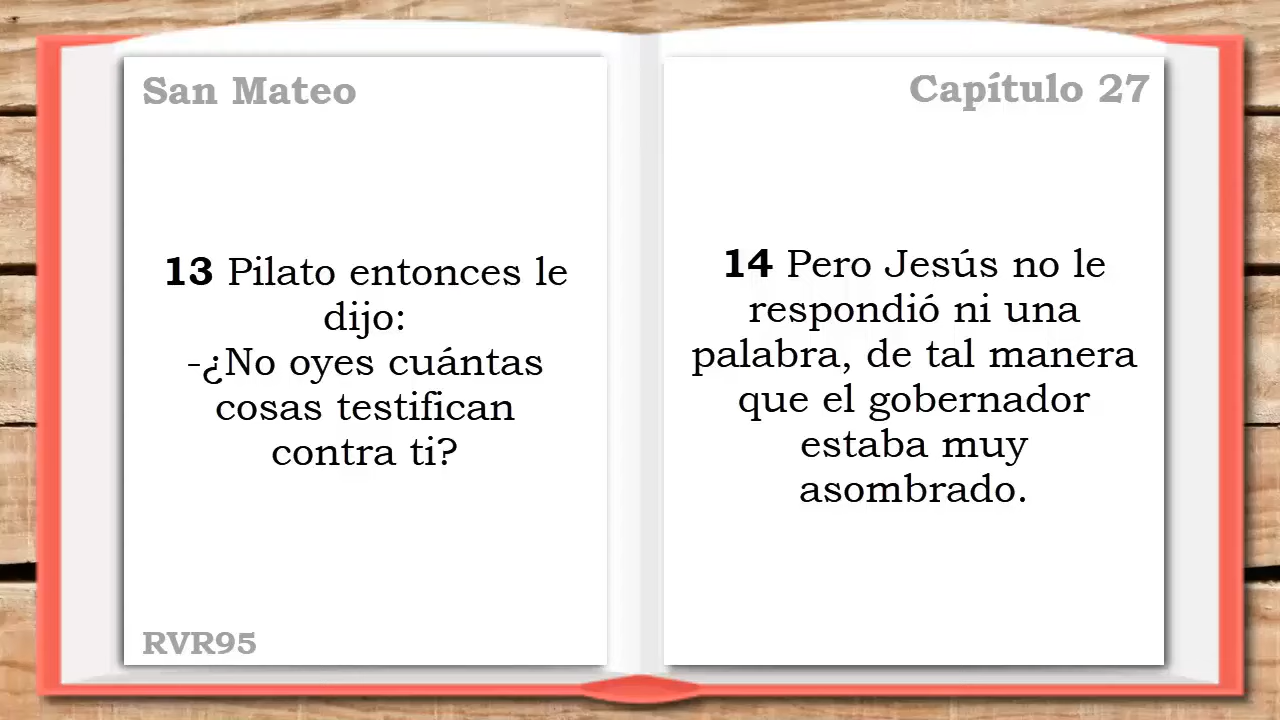 San Mateo
13 Pilato entonces le
dijo:
-¿No oyes cuántas
cosas testifican
contra ti?
RVR95
Capítulo 27
14 Pero Jesús no le
respondió ni una
palabra, de tal manera
que el gobernador
estaba muy
asombrado.